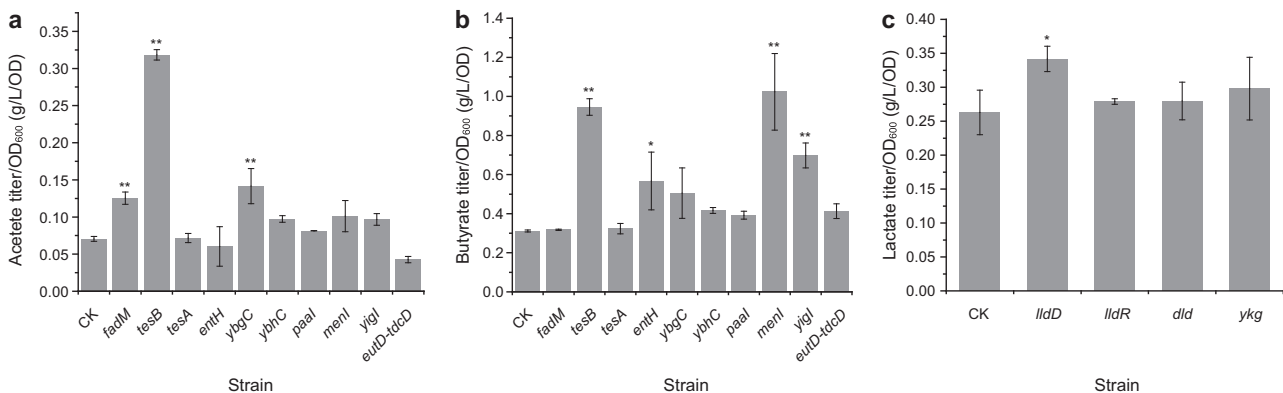 a
Acetete titer/OD600 (g/L/OD)
0.35
0.30
0.25
0.20
0.15
0.10
0.05
0.00
**
**
**
CK
fadM
tesB
tesA
entH
ybgC
ybhC
paaI
menI
yigI
eutD-tdcD
Strain
b
Butyrate titer/OD600 (g/L/OD)
1.4
1.2
1.0
0.8
0.6
0.4
0.2
0.0
**
*
**
**
CK
fadM
tesB
tesA
entH
ybgC
ybhC
paaI
menI
yigI
eutD-tdcD
Strain
c
Lactate titer/OD600 (g/L/OD)
0.40
0.35
0.30
0.25
0.20
0.15
0.10
0.05
0.00
*
CK
lldD
lldR
dld
ykg
Strain